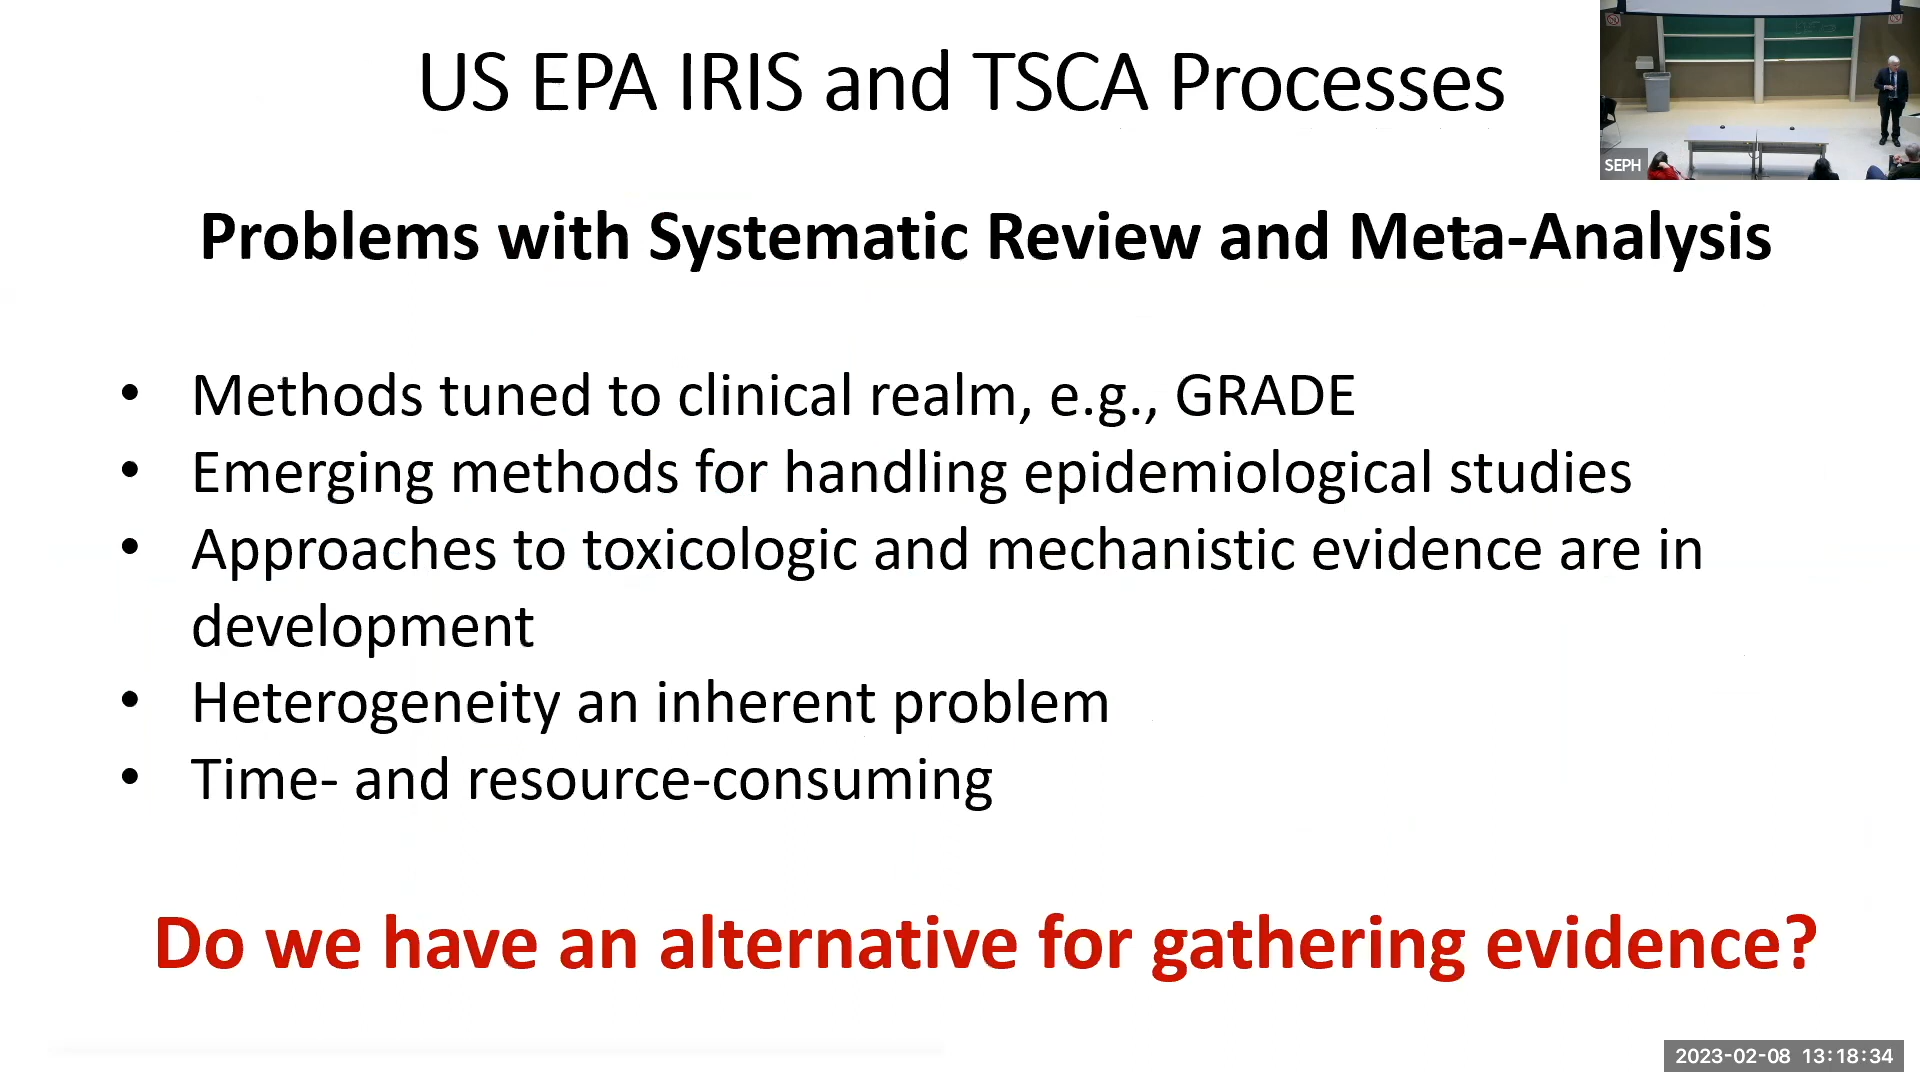 US EPA IRIS and TSCA Processes
SEPH
Problems with Systematic Review and Meta-Analysis
• Methods tuned to clinical realm, e.g., GRADE
• Emerging methods for handling epidemiological studies
• Approaches to toxicologic and mechanistic evidence are in
development
• Heterogeneity an inherent problem
• Time- and resource-consuming
Do we have an alternative for gathering evidence?
2023-02-08 13:18:34